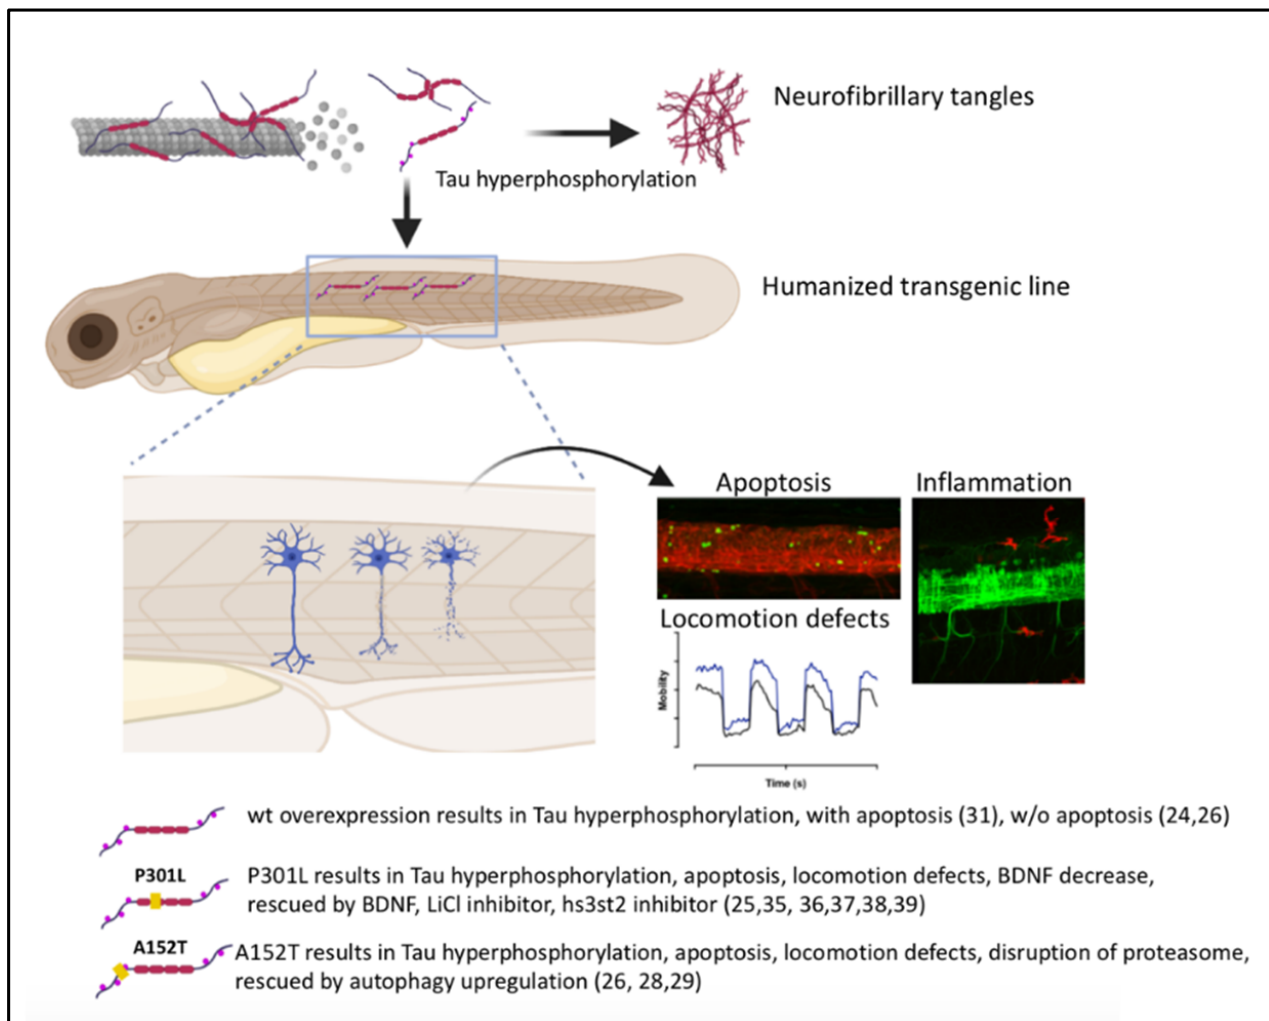 Neurofibrillary tangles
Tau hyperphosphorylation
Humanized transgenic line
Apoptosis
Inflammation
Locomotion defects
Mobility
Time (s)
wt overexpression results in Tau hyperphosphorylation, with apoptosis (31), w/o apoptosis (24,26)
P301L
P301L results in Tau hyperphosphorylation, apoptosis, locomotion defects, BDNF decrease,
rescued by BDNF, LiCl inhibitor, hs3st2 inhibitor (25,35, 36,37,38,39)
A152T
A152T results in Tau hyperphosphorylation, apoptosis, locomotion defects, disruption of proteasome,
rescued by autophagy upregulation (26, 28,29)